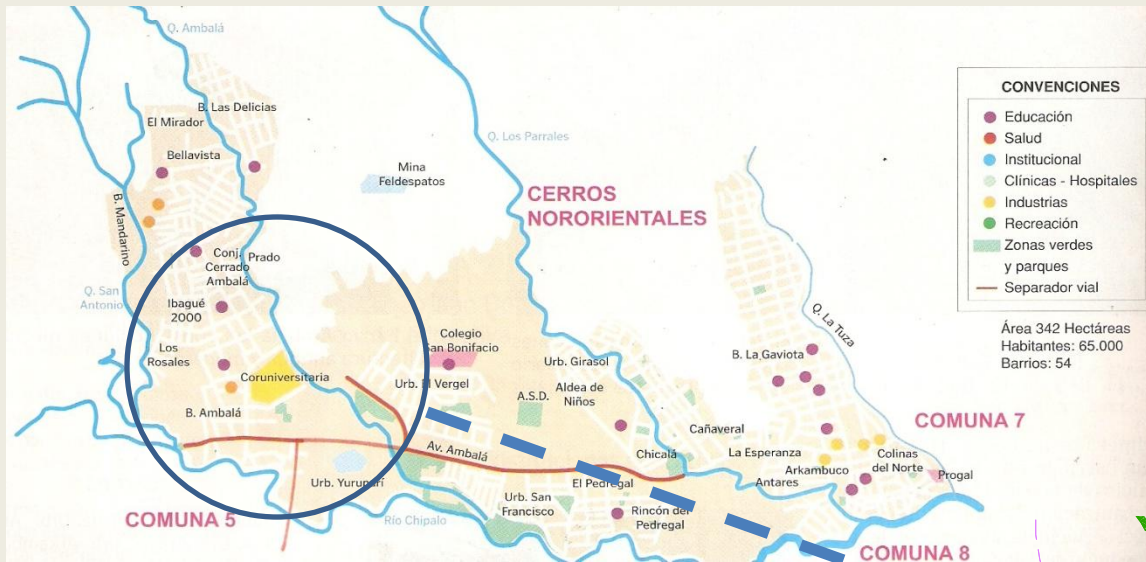 Q. Ambalá
B. Las Delicias
El Mirador
Bellavista
Q. Los Parrales
Mina
Feldespatos
CERROS
NORORIENTALES
B. Mandarino
Conj.
Cerrado
Ambalá
Prado
Q. San
Antonio
Ibagué
2000
Los
Rosales
Coruniversitaria
B. Ambalá
Colegio
San Bonifacio
Urb. El Vergel
Urb. Girasol
A.S.D.
Aldea de
Niños
Av. Ambalá
Chicalá
Cañaveral
El Pedregal
Urb. Yuruparí
Urb. San
Francisco
Rincón del
Pedregal
Río Chipalo
COMUNA 5
Q. La Tuza
B. La Gaviota
La Esperanza
Arkambuco
Antares
Colinas
del Norte
Progal
COMUNA 7
COMUNA 8
CONVENCIONES
Educación
Salud
Institucional
Clínicas - Hospitales
Industrias
Recreación
Zonas verdes
y parques
Separador vial
Área 342 Hectáreas
Habitantes: 65.000
Barrios: 54